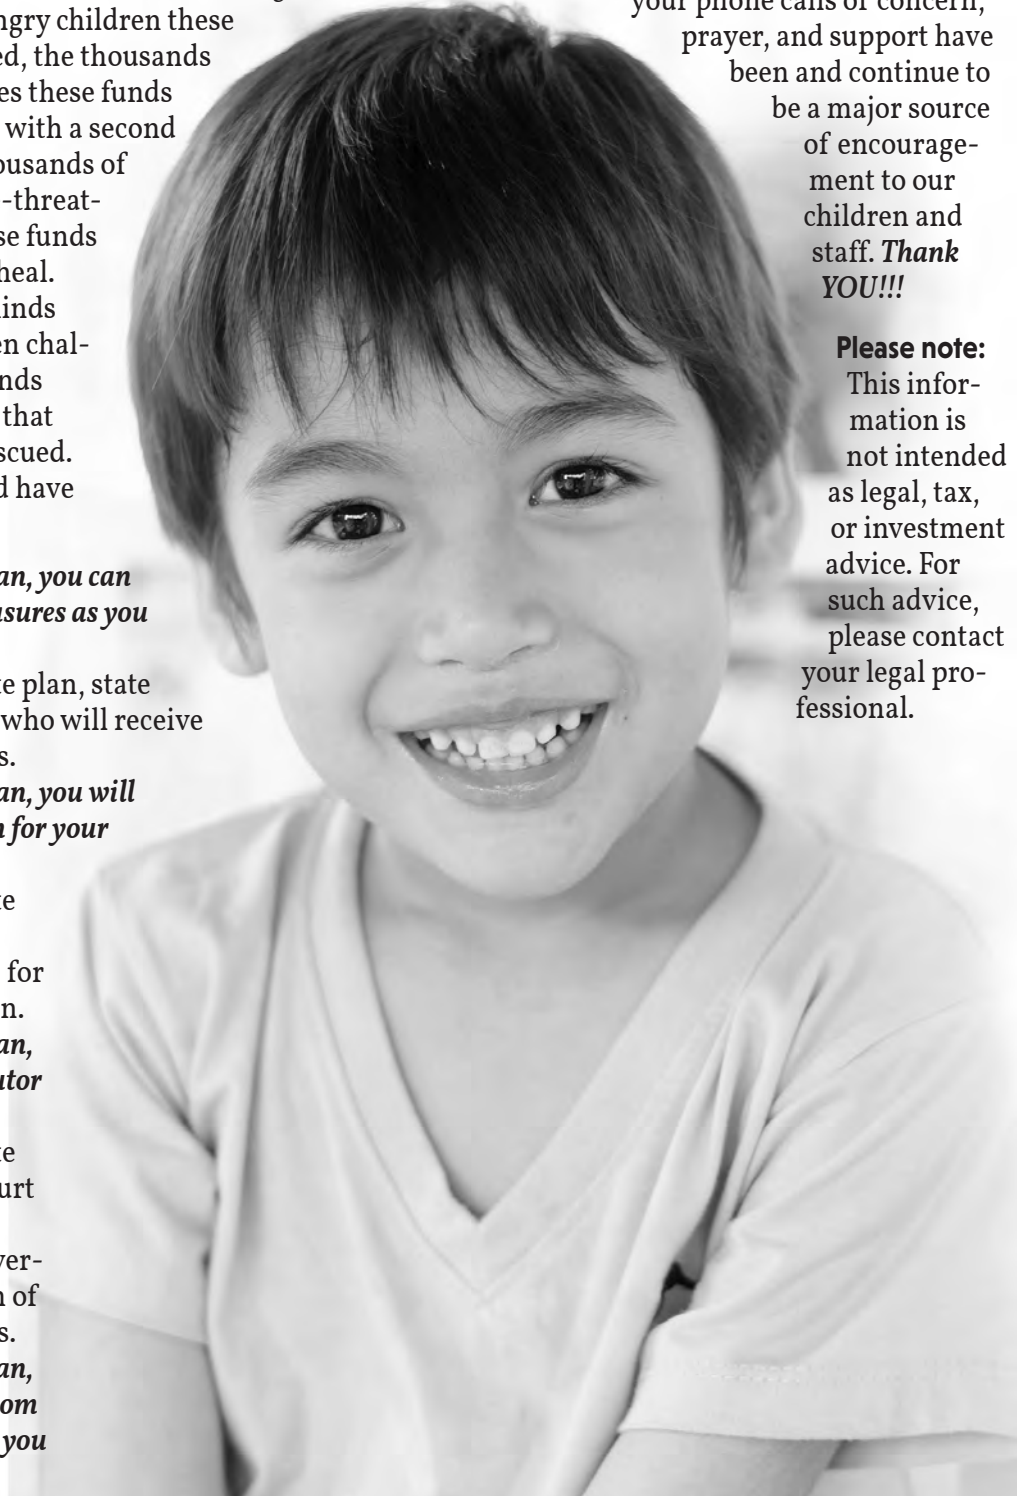 ngry children these
ed, the thousands
es these funds
with a second
ousands of
-threat-
se funds
heal.
inds
en chal-
nds
that
scued.
d have
an, you can
asures as you
te plan, state
who will receive
s.
an, you will
n for your
te
for
n.
an,
utor
te
urt
ver-
n of
s.
an,
om
you
your phone calls of concern,
prayer, and support have
been and continue to
be a major source
of encourage-
ment to our
children and
staff. Thank
YOU!!!
Please note:
This infor-
mation is
not intended
as legal, tax,
or investment
advice. For
such advice,
please contact
your legal pro-
fessional.